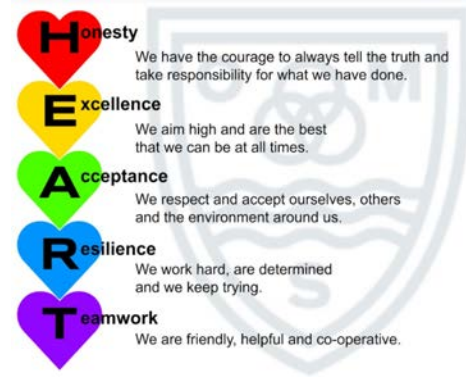 Honesty
We have the courage to always tell the truth and
take responsibility for what we have done.
Excellence
We aim high and are the best
that we can be at all times.
Acceptance
We respect and accept ourselves, others
and the environment around us.
Resilience
We work hard, are determined
and we keep trying.
Teamwork
We are friendly, helpful and co-operative.
O M
S